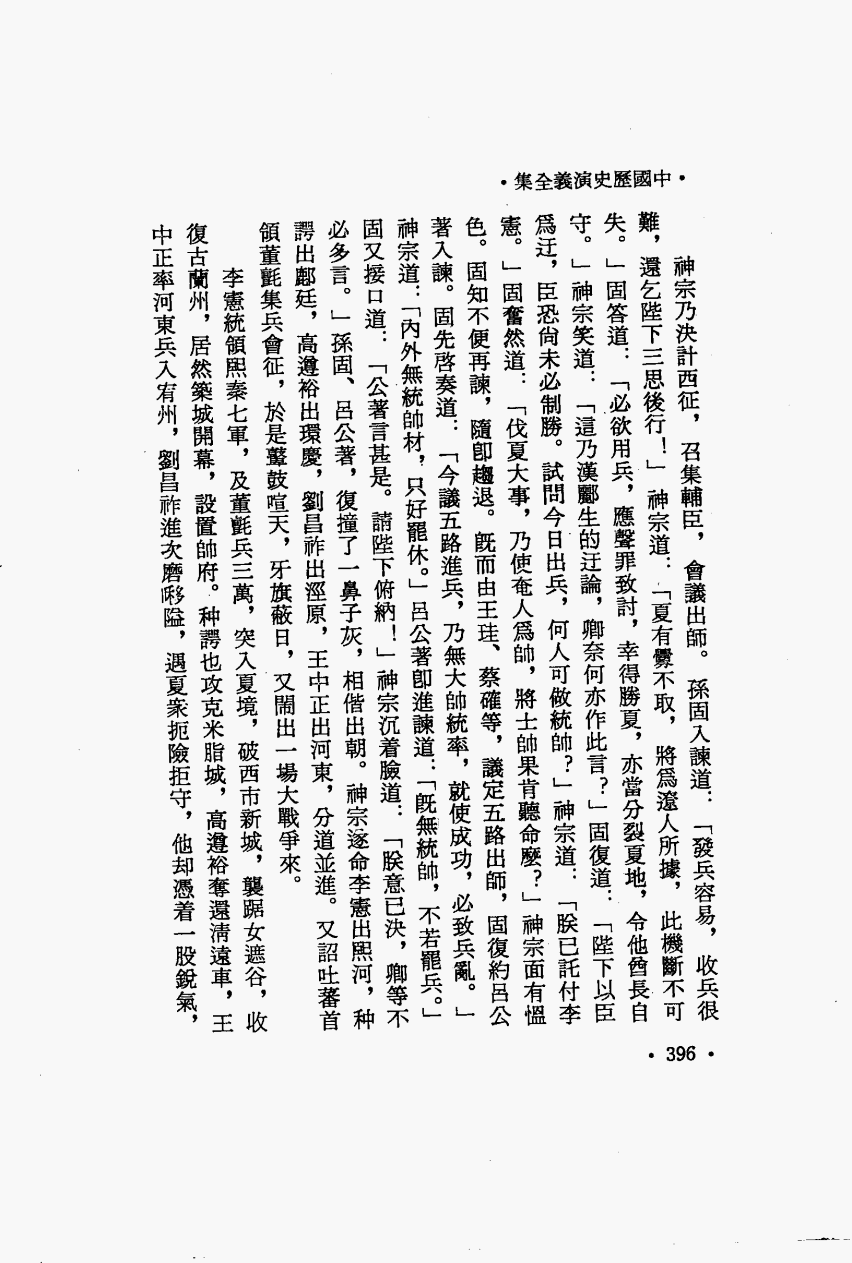 •中國歷史演義全集•
神宗乃決計西征，召集輔臣，會議出師。孫固入諫道：「發兵容易，收兵很
難，還乞陛下三思後行！」神宗道：「夏有釁不取，將爲遼人所據，此機斷不可
失。」固答道：「必欲用兵，應聲罪致討，幸得勝夏，亦當分裂夏地，令他酋長自
守。」神宗笑道：「這乃漢酈生的迂論，卿奈何亦作此言？」固復道：「陛下以臣
爲迂，臣恐尙未必制勝。試問今日出兵，何人可做統帥？」神宗道：「朕已託付李
憲。」固奮然道：「伐夏大事，乃使奄人爲帥，將士帥果肯聽命麼？」神宗面有慍
色。固知不便再諫，隨卽趨退。旣而由王珪、蔡確等，議定五路出師，固復約呂公
著入諫。固先啓奏道：「今議五路進兵，乃無大帥統率，就使成功，必致兵亂。」
神宗道：「內外無統帥材，只好罷休。」呂公著卽進諫道：「旣無統帥，不若罷兵。」
固又接口道：「公著言甚是。請陛下俯納！」神宗沉着臉道：「朕意已決，卿等不
必多言。」孫固、呂公著，復撞了一鼻子灰，相偕出朝。神宗遂命李憲出熙河，种
諤出鄜延，高遵裕出環慶，劉昌祚出涇原，王中正出河東，分道並進。又詔吐蕃首
領董氈集兵會征，於是鼙鼓喧天，牙旗蔽日，又鬧出一場大戰爭來。
李憲統領熙秦七軍，及董氈兵三萬，突入夏境，破西市新城，襲踞女遮谷，收
復古蘭州，居然築城開幕，設置帥府。种諤也攻克米脂城，高遵裕奪還淸遠車，王
中正率河東兵入宥州，劉昌祚進次磨哆隘，遇夏衆扼險拒守，他却憑着一股銳氣，
• 396 •